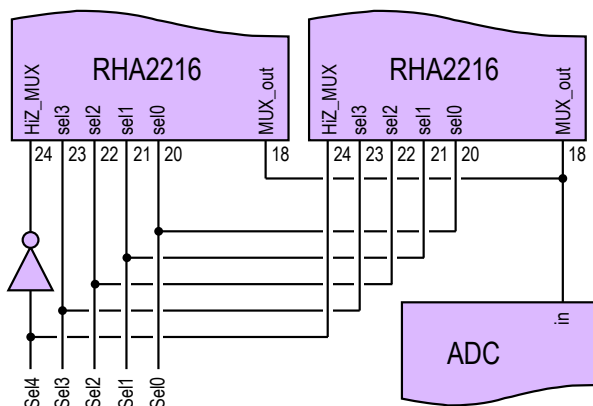 RHA2216
HiZ_MUX
sel3
sel2
sel1
sel0
MUX_out
24
23
22
21
20
18
RHA2216
HiZ_MUX
sel3
sel2
sel1
sel0
MUX_out
24
23
22
21
20
18
in
ADC
Sel4
Sel3
Sel2
Sel1
Sel0